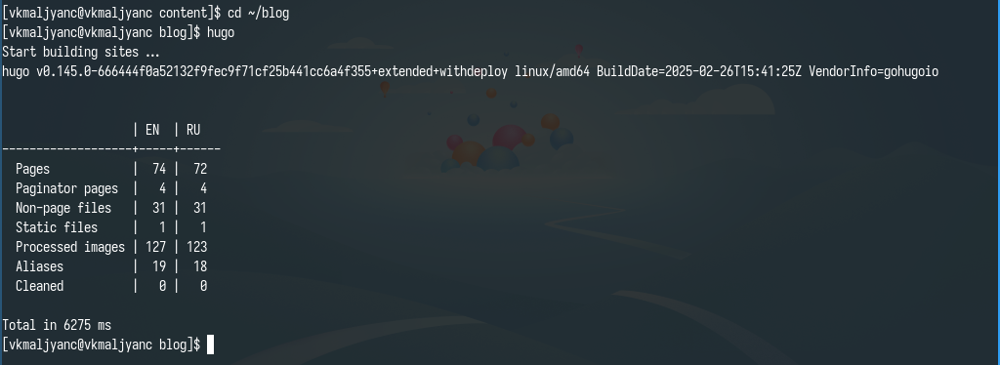 [vkmaljyanc@vkmaljyanc content]$ cd ~/blog
[vkmaljyanc@vkmaljyanc blog]$ hugo
Start building sites …
hugo v0.145.0-666444f0a52132f9fec9f71cf25b441cc6a4f355+extended+withdeploy linux/amd64 BuildDate=2025-02-26T15:41:25Z VendorInfo=gohugoio
                   | EN  | RU
-------------------+-----+------
  Pages            |  74 |  72
  Paginator pages  |   4 |   4
  Non-page files   |  31 |  31
  Static files     |   1 |   1
  Processed images | 127 | 123
  Aliases          |  19 |  18
  Cleaned          |   0 |   0
Total in 6275 ms
[vkmaljyanc@vkmaljyanc blog]$